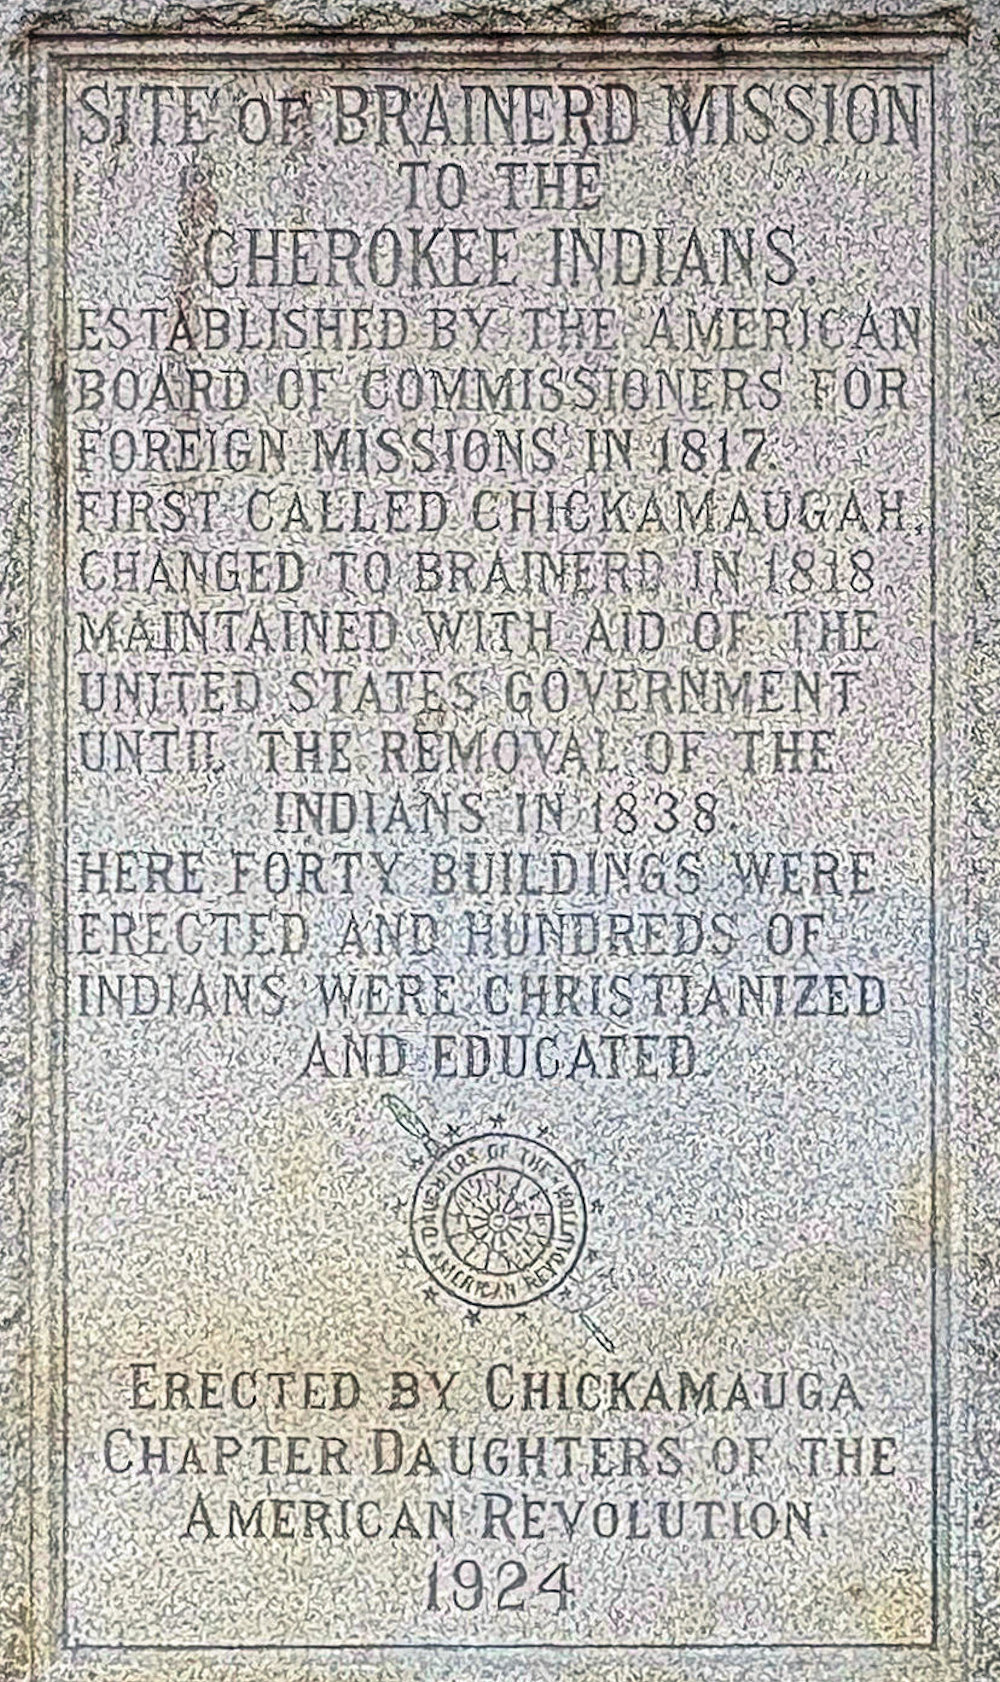 SITE OF BRAINERD MISSION
TO THE
CHEROKEE INDIANS.
ESTABLISHED BY THE AMERICAN
BOARD OF COMMISSIONERS FOR
FOREIGN MISSIONS IN 1817.
FIRST CALLED CHICKAMAUGAH,
CHANGED TO BRAINERD IN 1818.
MAINTAINED WITH AID OF THE
UNITED STATES GOVERNMENT
UNTIL THE REMOVAL OF THE
INDIANS IN 1838.
HERE FORTY BUILDINGS WERE
ERECTED AND HUNDREDS OF
INDIANS WERE CHRISTIANIZED
AND EDUCATED.
DAUGHTERS OF THE
AMERICAN REVOLUTION
ERECTED BY CHICKAMAUGA
CHAPTER DAUGHTERS OF THE
AMERICAN REVOLUTION.
1924